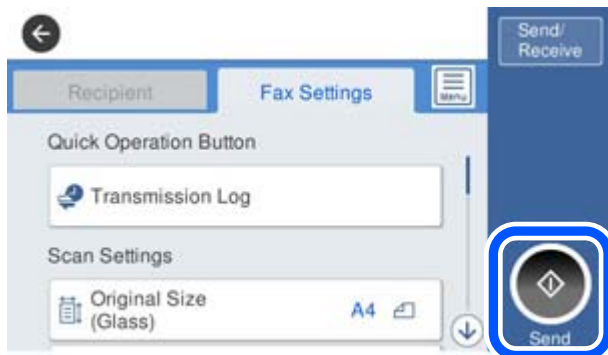 Send/
Receive
Recipient
Fax Settings
Menu
Quick Operation Button
Transmission Log
Scan Settings
Original Size
(Glass)
A4
Send